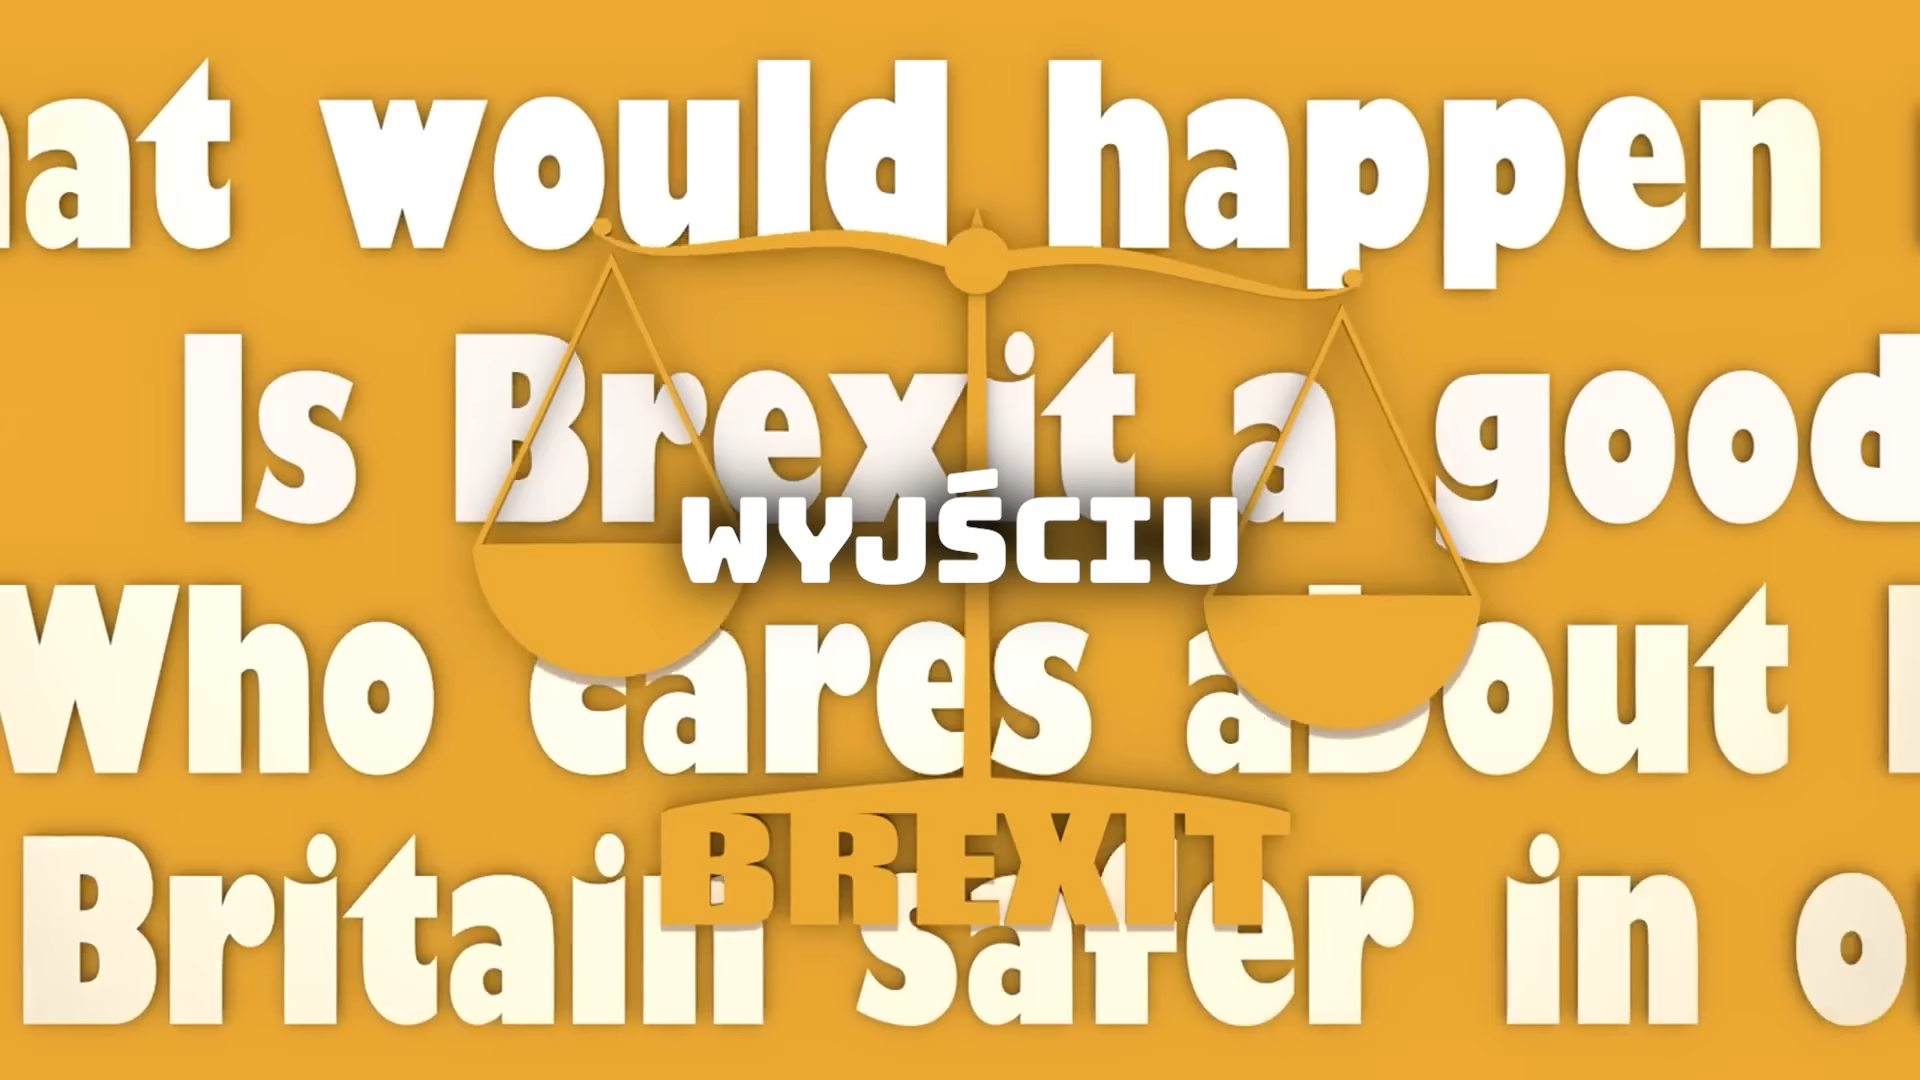 hat would happen
Is Brexit a good
WYJŚCIU
Who cares about
BREXIT
Britain safer in o